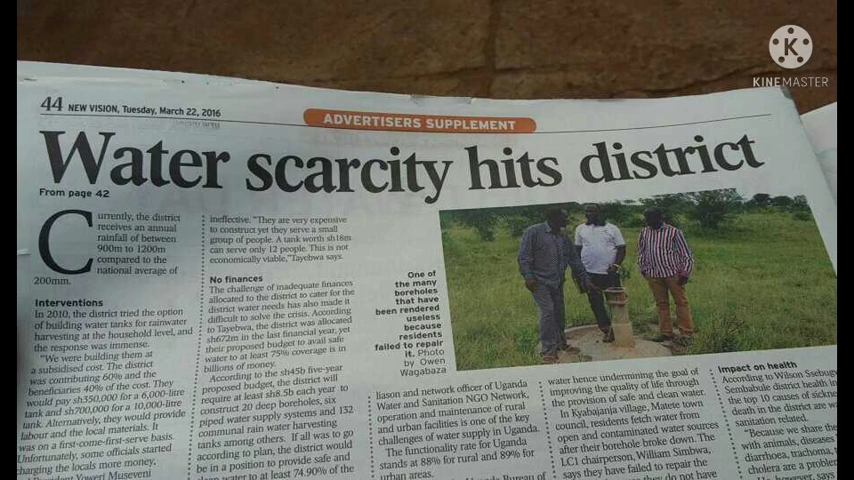 KINEMASTER
44 NEW VISION, Tuesday, March 22, 2016
ADVERTISERS SUPPLEMENT
Water scarcity hits district
From page 42
Currently, the district
receives an annual
rainfall of between
900m to 1200m
compared to the
national average of
200mm.
Interventions
In 2010, the district tried the option
of building water tanks for rainwater
harvesting at the household level, and
the response was immense.
"We were building them at
a subsidised cost. The district
was contributing 60% and the
beneficiaries 40% of the cost. They
would pay sh350,000 for a 6,000-litre
tank and sh700,000 for a 10,000-litre
tank. Alternatively, they would provide
labour and the local materials. It
was on a first-come-first-serve basis.
Unfortunately, some officials started
charging the locals more money,
President Yoweri Museveni
ineffective. "They are very expensive
to construct yet they serve a small
group of people. A tank worth sh16m
can serve only 12 people. This is not
economically viable," Tayebwa says.
No finances
The challenge of inadequate finances
allocated to the district to cater for the
district water needs has also made it
difficult to solve the crisis. According
to Tayebwa, the district was allocated
sh672m in the last financial year, yet
their proposed budget to avail safe
water to at least 75% coverage is in
billions of money.
According to the sh45b five-year
proposed budget, the district will
require at least sh8.5b each year to
construct 20 deep boreholes, six
piped water supply systems and 132
communal rain water harvesting
tanks among others. If all was to go
according to plan, the district would
be in a position to provide safe and
clean water to at least 74.90% of the
One of
the many
boreholes
that have
been rendered
useless
because
residents
failed to repair
it. Photo
by Owen
Wagabaza
liason and network officer of Uganda
Water and Sanitation NGO Network,
operation and maintenance of rural
and urban facilities is one of the key
challenges of water supply in Uganda.
The functionality rate for Uganda
stands at 88% for rural and 89% for
urban areas.
Bureau of
water hence undermining the goal of
improving the quality of life through
the provision of safe and clean water.
In Kyabajanja village, Matete town
council, residents fetch water from
open and contaminated water sources
after their borehole broke down. The
LC1 chairperson, William Simbwa,
says they have failed to repair the
they do not have
Impact on health
According to Wilson
Sembabule district health in
the top 10 causes of
death in the district are wa
sanitation related.
"Because we share the
with animals, diseases
diarrhoea, trachoma,
cholera are a problem
says